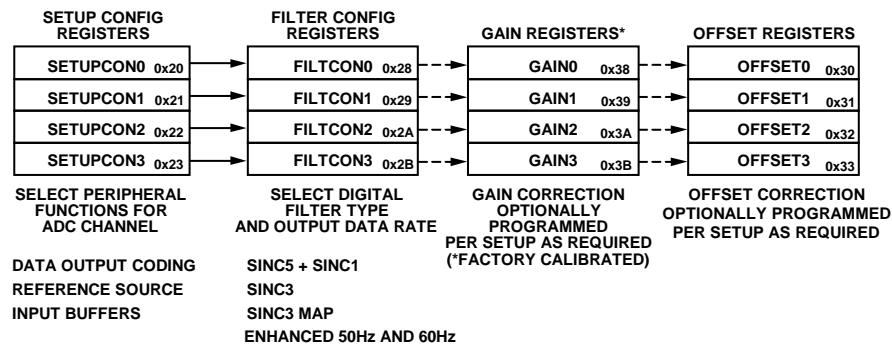 SETUP CONFIG
REGISTERS
FILTER CONFIG
REGISTERS
GAIN REGISTERS*
OFFSET REGISTERS
SETUPCON0 0x20
FILTCON0 0x28
GAIN0 0x38
OFFSET0 0x30
SETUPCON1 0x21
FILTCON1 0x29
GAIN1 0x39
OFFSET1 0x31
SETUPCON2 0x22
FILTCON2 0x2A
GAIN2 0x3A
OFFSET2 0x32
SETUPCON3 0x23
FILTCON3 0x2B
GAIN3 0x3B
OFFSET3 0x33
SELECT PERIPHERAL
FUNCTIONS FOR
ADC CHANNEL
SELECT DIGITAL
FILTER TYPE
AND OUTPUT DATA RATE
GAIN CORRECTION
OPTIONALLY
PROGRAMMED
PER SETUP AS REQUIRED
(*FACTORY CALIBRATED)
OFFSET CORRECTION
OPTIONALLY PROGRAMMED
PER SETUP AS REQUIRED
DATA OUTPUT CODING
REFERENCE SOURCE
INPUT BUFFERS
SINC5 + SINC1
SINC3
SINC3 MAP
ENHANCED 50Hz AND 60Hz